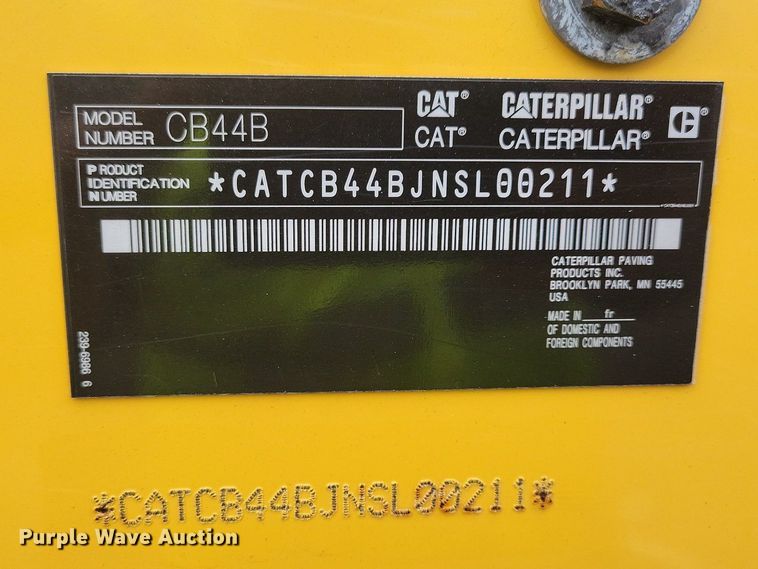 MODEL
NUMBER CB44B
CAT® CATERPILLAR®
CAT® CATERPILLAR® C
PRODUCT
IDENTIFICATION
NUMBER
*CATCB44BJNSL00211*
CATERPILLAR PAVING
PRODUCTS INC.
BROOKLYN PARK, MN 55445
USA
MADE IN fr
OF DOMESTIC AND
FOREIGN COMPONENTS
239-6986 6
*CATCB44BJNSL00211*
Purple Wave Auction